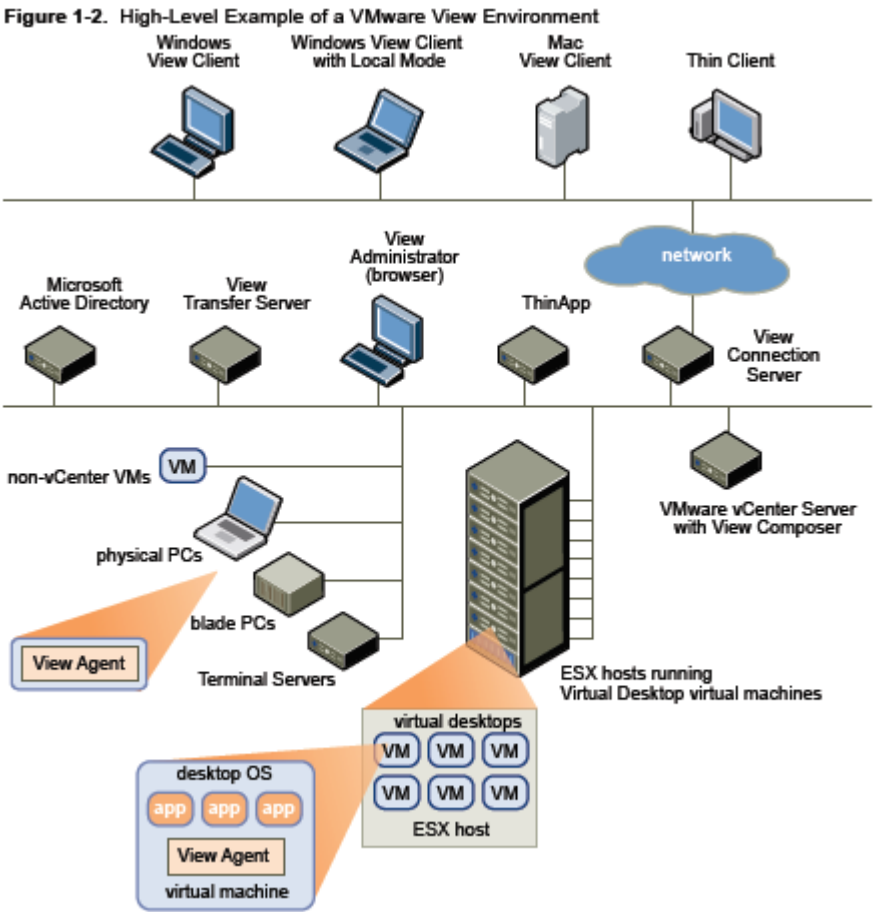 Figure 1-2. High-Level Example of a VMware View Environment
Windows
View Client
Windows View Client
with Local Mode
Mac
View Client
Thin Client
network
View
Administrator
(browser)
Microsoft
Active Directory
View
Transfer Server
ThinApp
View
Connection
Server
non-vCenter VMs
VM
physical PCs
blade PCs
Terminal Servers
View Agent
VMware vCenter Server
with View Composer
ESX hosts running
Virtual Desktop virtual machines
virtual desktops
VM VM VM
VM VM VM
ESX host
desktop OS
app app app
View Agent
virtual machine